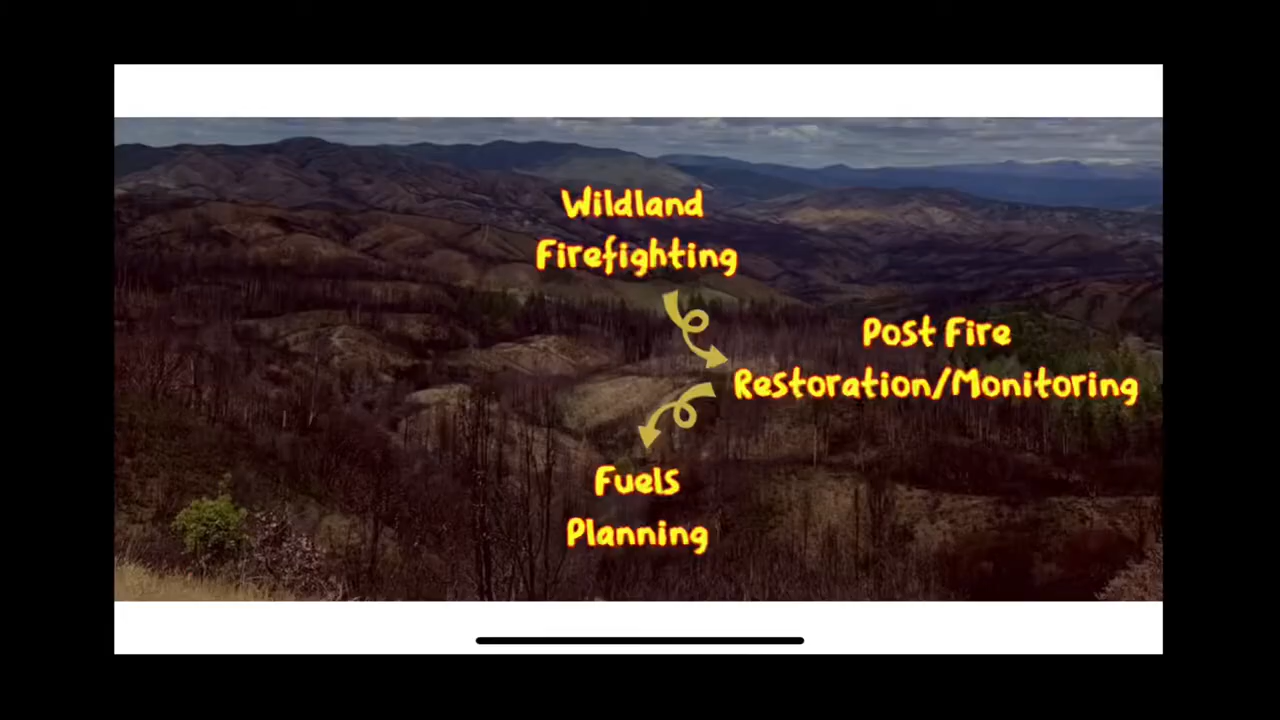 Wildland
Firefighting
Post Fire
Restoration/Monitoring
Fuels
Planning